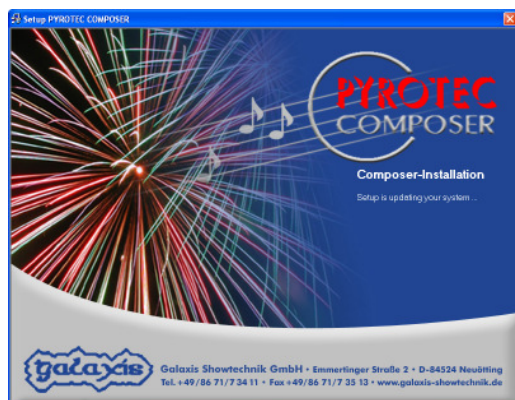 Setup PYROTEC COMPOSER
PYROTEC
COMPOSER
Composer-Installation
Setup is updating your system ...
galaxis
Galaxis Showtechnik GmbH • Emmertinger Straße 2 • D-84524 Neuötting
Tel. +49/86 71/7 34 11 • Fax +49/86 71/7 35 13 • www.galaxis-showtechnik.de